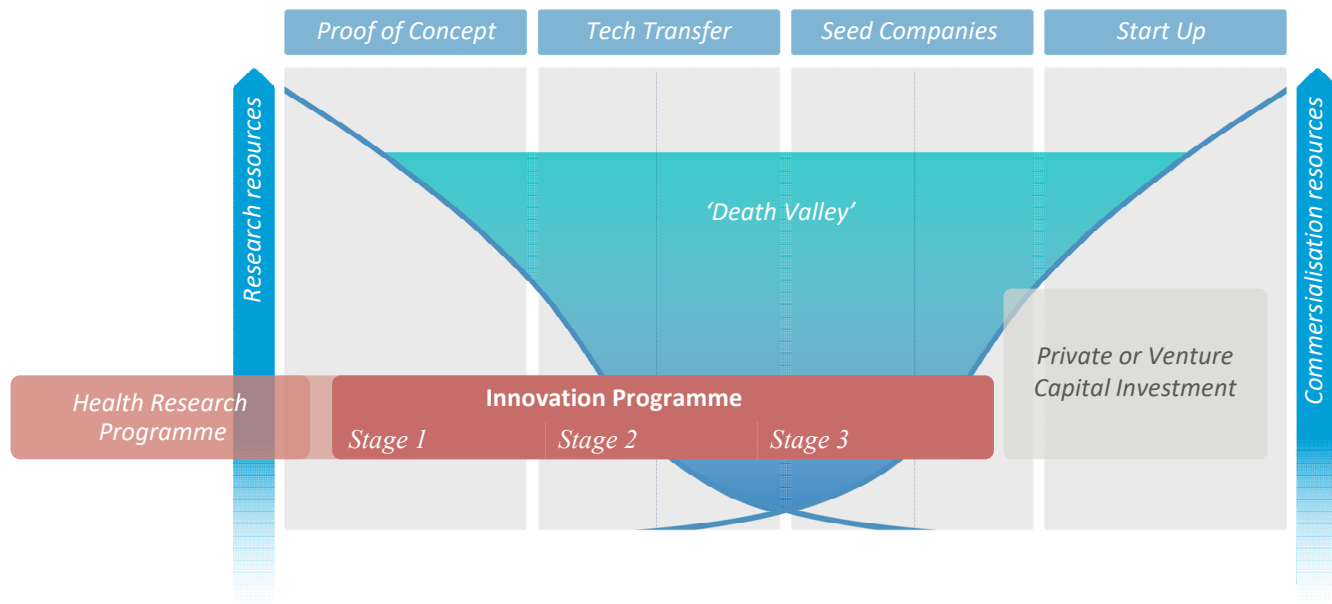 Proof of Concept
Tech Transfer
Seed Companies
Start Up
Research resources
Commersialisation resources
'Death Valley'
Private or Venture
Capital Investment
Health Research
Programme
Innovation Programme
Stage 1
Stage 2
Stage 3